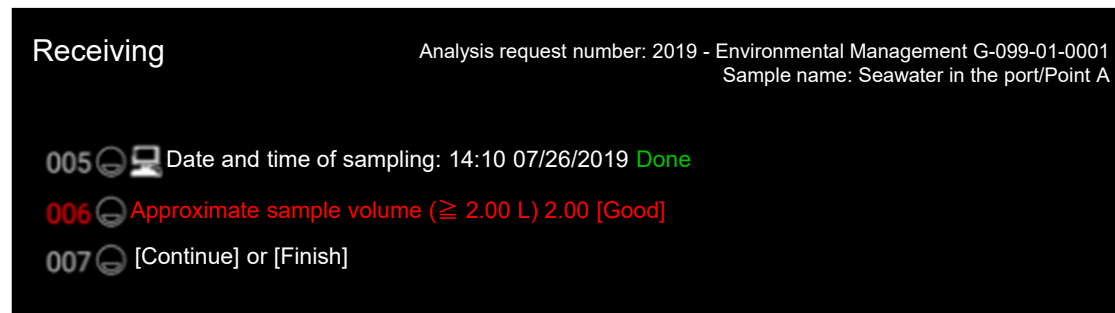 Receiving
Analysis request number: 2019 - Environmental Management G-099-01-0001
Sample name: Seawater in the port/Point A
005 Date and time of sampling: 14:10 07/26/2019 Done
006 Approximate sample volume (≧ 2.00 L) 2.00 [Good]
007 [Continue] or [Finish]